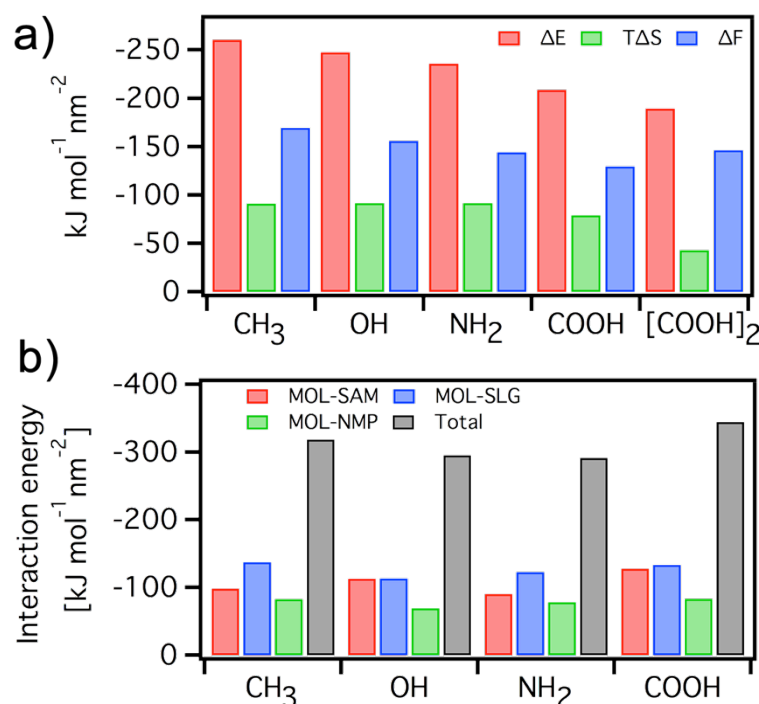 a)
kJ mol⁻¹ nm⁻²
-250
-200
-150
-100
-50
0
ΔE TΔS ΔF
CH₃ OH NH₂ COOH [COOH]₂
b)
Interaction energy
[kJ mol⁻¹ nm⁻²]
-400
-300
-200
-100
0
MOL-SAM MOL-SLG
MOL-NMP Total
CH₃ OH NH₂ COOH